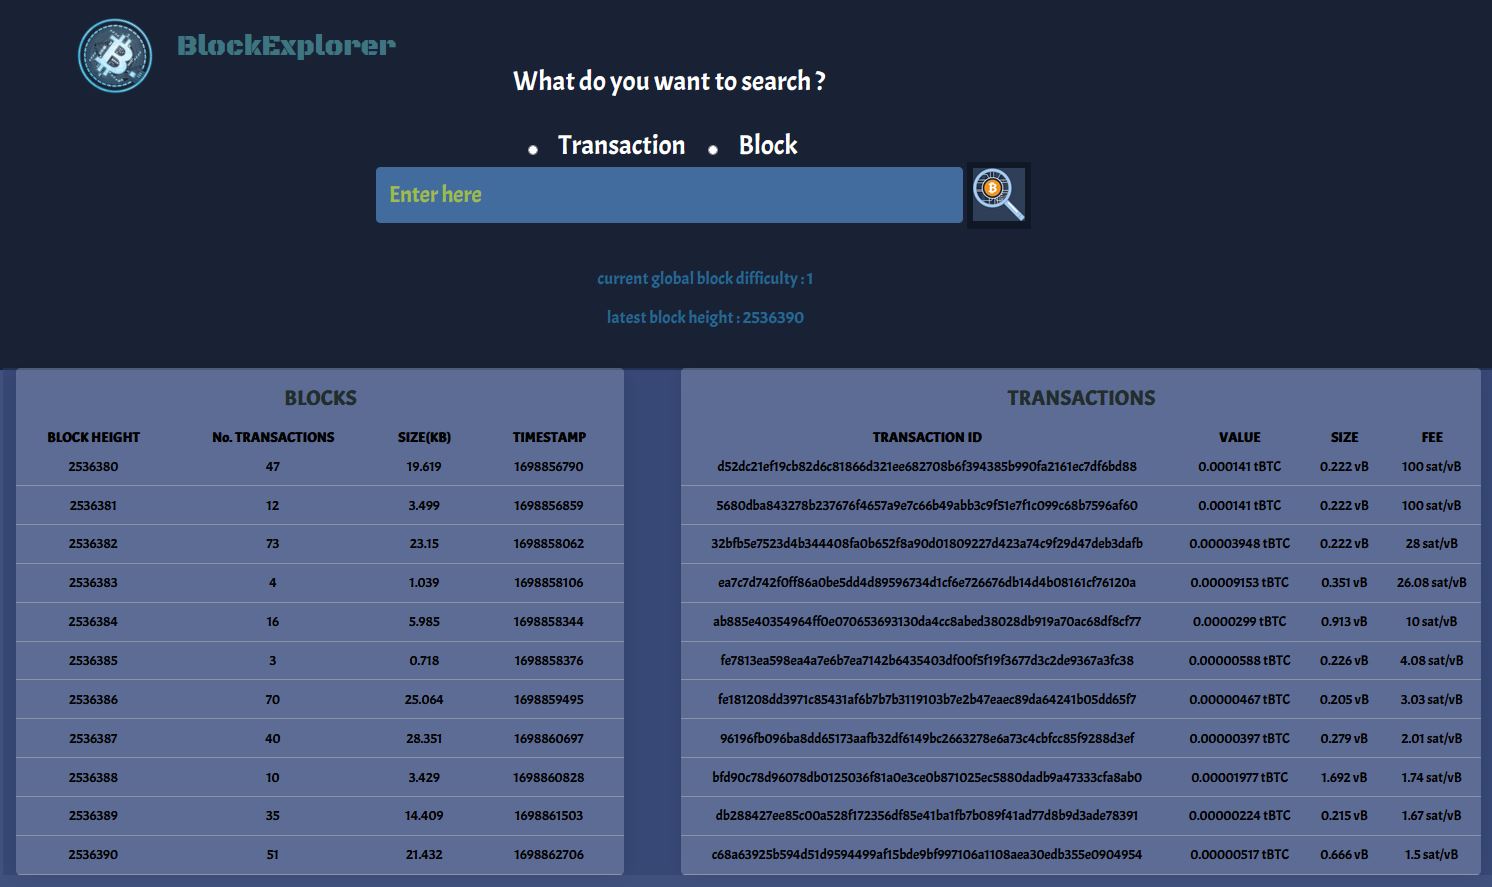 BlockExplorer
What do you want to search ?
Transaction Block
Enter here
current global block difficulty : 1
latest block height : 2536390
BLOCKS
BLOCK HEIGHT No. TRANSACTIONS SIZE(KB) TIMESTAMP
2536380 47 19.619 1698856790
2536381 12 3.499 1698856859
2536382 73 23.15 1698858062
2536383 4 1.039 1698858106
2536384 16 5.985 1698858344
2536385 3 0.718 1698858376
2536386 70 25.064 1698859495
2536387 40 28.351 1698860697
2536388 10 3.429 1698860828
2536389 35 14.409 1698861503
2536390 51 21.432 1698862706
TRANSACTIONS
TRANSACTION ID VALUE SIZE FEE
d52dc21ef19cb82d6c81866d321ee682708b6f394385b990fa2161ec7df6bd88 0.000141 tBTC 0.222 vB 100 sat/vB
5680dba843278b237676f4657a9e7c66b49abb3c9f51e7f1c099c68b7596af60 0.000141 tBTC 0.222 vB 100 sat/vB
32bfb5e7523d4b344408fa0b652f8a90d01809227d423a74c9f29d47deb3dafb 0.00003948 tBTC 0.222 vB 28 sat/vB
ea7c7d742f0ff86a0be5dd4d89596734d1cf6e726676db14d4b08161cf76120a 0.00009153 tBTC 0.351 vB 26.08 sat/vB
ab885e40354964ff0e070653693130da4cc8abed38028db919a70ac68df8cf77 0.0000299 tBTC 0.913 vB 10 sat/vB
fe7813ea598ea4a7e6b7ea7142b6435403df00f5f19f3677d3c2de9367a3fc38 0.00000588 tBTC 0.226 vB 4.08 sat/vB
fe181208dd3971c85431af6b7b7b3119103b7e2b47eaec89da64241b05dd65f7 0.00000467 tBTC 0.205 vB 3.03 sat/vB
96196fb096ba8dd65173aafb32df6149bc2663278e6a73c4cbfcc85f9288d3ef 0.00000397 tBTC 0.279 vB 2.01 sat/vB
bfd90c78d96078db0125036f81a0e3ce0b871025ec5880dadb9a47333cfa8ab0 0.00001977 tBTC 1.692 vB 1.74 sat/vB
db288427ee85c00a528f172356df85e41ba1fb7b089f41ad77d8b9d3ade78391 0.00000224 tBTC 0.215 vB 1.67 sat/vB
c68a63925b594d51d9594499af15bde9bf997106a1108aea30edb355e0904954 0.00000517 tBTC 0.666 vB 1.5 sat/vB